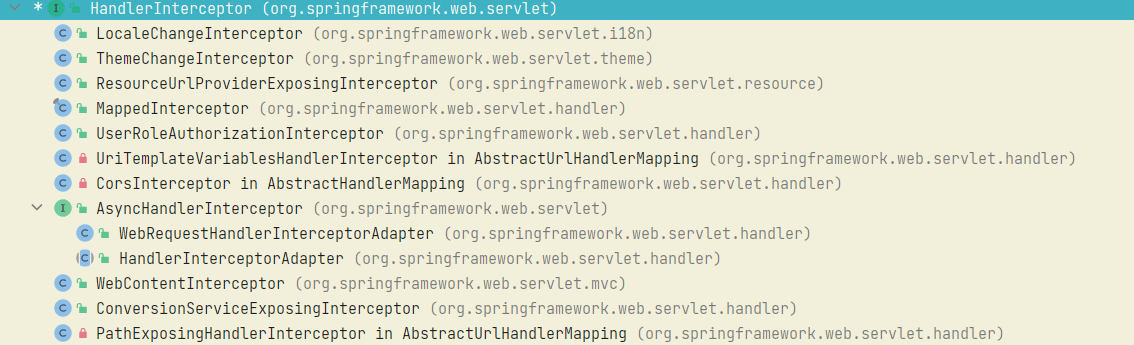 * I HandlerInterceptor (org.springframework.web.servlet)
C LocaleChangeInterceptor (org.springframework.web.servlet.i18n)
C ThemeChangeInterceptor (org.springframework.web.servlet.theme)
C ResourceUrlProviderExposingInterceptor (org.springframework.web.servlet.resource)
C MappedInterceptor (org.springframework.web.servlet.handler)
C UserRoleAuthorizationInterceptor (org.springframework.web.servlet.handler)
C UriTemplateVariablesHandlerInterceptor in AbstractUrlHandlerMapping (org.springframework.web.servlet.handler)
C CorsInterceptor in AbstractHandlerMapping (org.springframework.web.servlet.handler)
I AsyncHandlerInterceptor (org.springframework.web.servlet)
C WebRequestHandlerInterceptorAdapter (org.springframework.web.servlet.handler)
C HandlerInterceptorAdapter (org.springframework.web.servlet.handler)
C WebContentInterceptor (org.springframework.web.servlet.mvc)
C ConversionServiceExposingInterceptor (org.springframework.web.servlet.handler)
C PathExposingHandlerInterceptor in AbstractUrlHandlerMapping (org.springframework.web.servlet.handler)